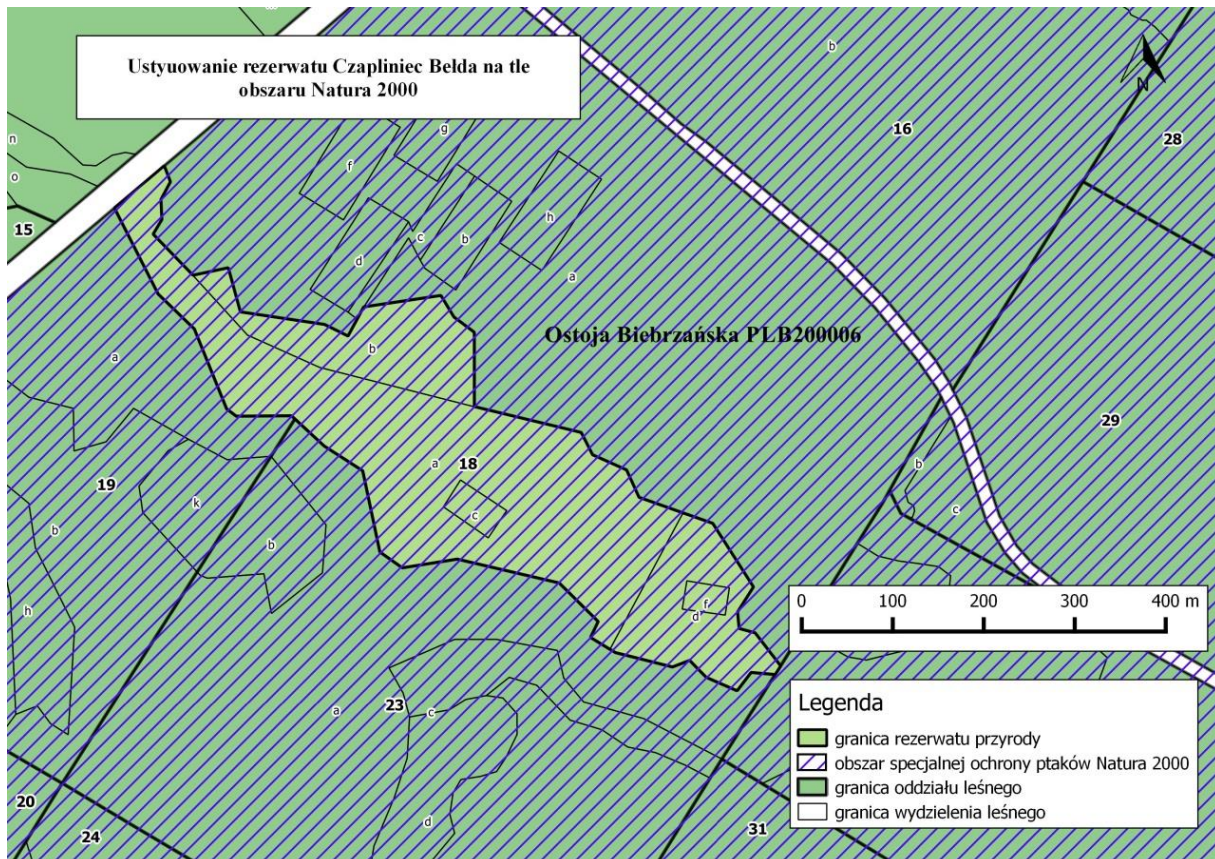 Ustyuowanie rezerwatu Czapliniec Bełda na tle
obszaru Natura 2000
m
b
N
16
28
n
o
15
g
f
h
c
b
d
a
Ostoja Biebrzańska PLB200006
b
a
29
a
18
c
b
c
19
k
b
b
h
f
d
0 100 200 300 400 m
a
23
c
d
20
24
31
Legenda
granica rezerwatu przyrody
obszar specjalnej ochrony ptaków Natura 2000
granica oddziału leśnego
granica wydzielenia leśnego